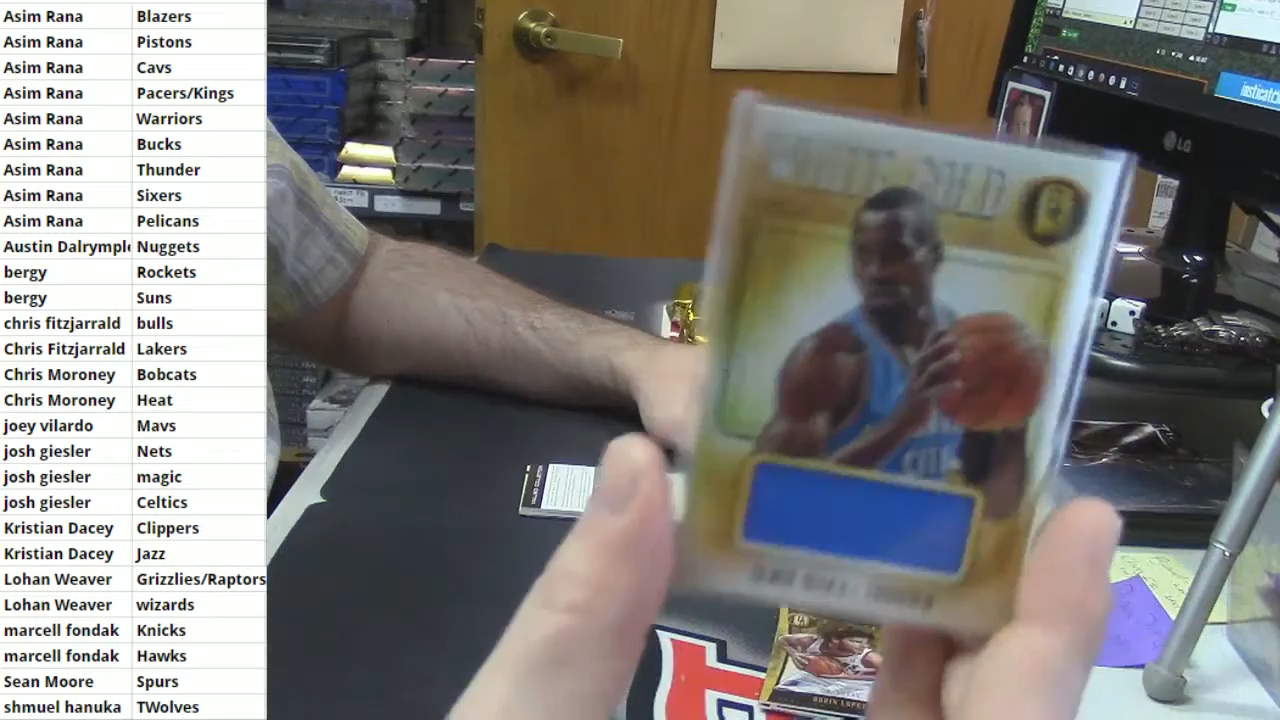 Asim Rana Blazers
Asim Rana Pistons
Asim Rana Cavs
Asim Rana Pacers/Kings
Asim Rana Warriors
Asim Rana Bucks
Asim Rana Thunder
Asim Rana Sixers
Asim Rana Pelicans
Austin Dalrymple Nuggets
bergy Rockets
bergy Suns
chris fitzjarrald bulls
Chris Fitzjarrald Lakers
Chris Moroney Bobcats
Chris Moroney Heat
joey vilardo Mavs
josh giesler Nets
josh giesler magic
josh giesler Celtics
Kristian Dacey Clippers
Kristian Dacey Jazz
Lohan Weaver Grizzlies/Raptors
Lohan Weaver wizards
marcell fondak Knicks
marcell fondak Hawks
Sean Moore Spurs
shmuel hanuka TWolves
WHITE GOLD
LG
ROBIN LOPEZ